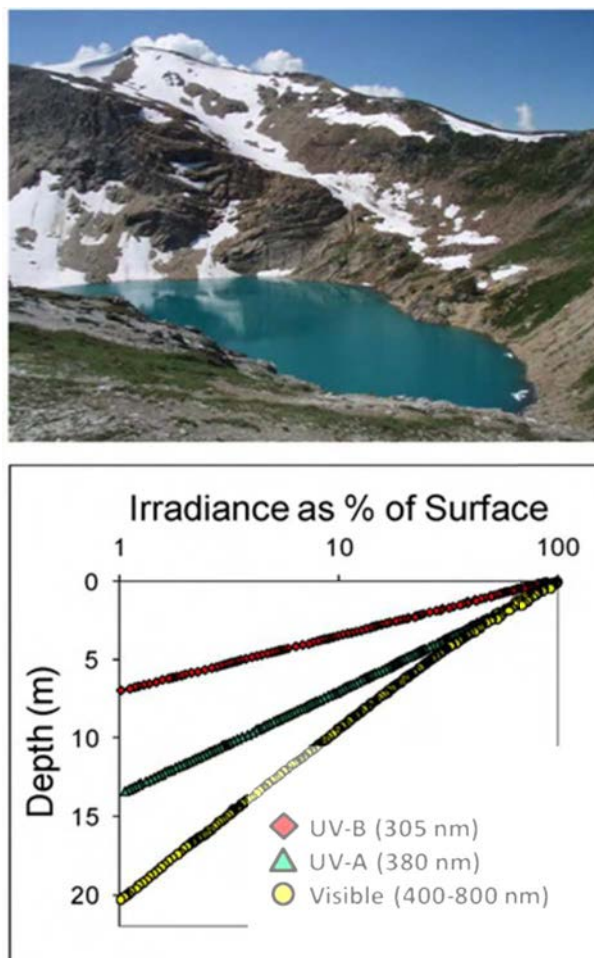 Irradiance as % of Surface
1 10 100
0
5
10
15
20
Depth (m)
UV-B (305 nm)
UV-A (380 nm)
Visible (400-800 nm)